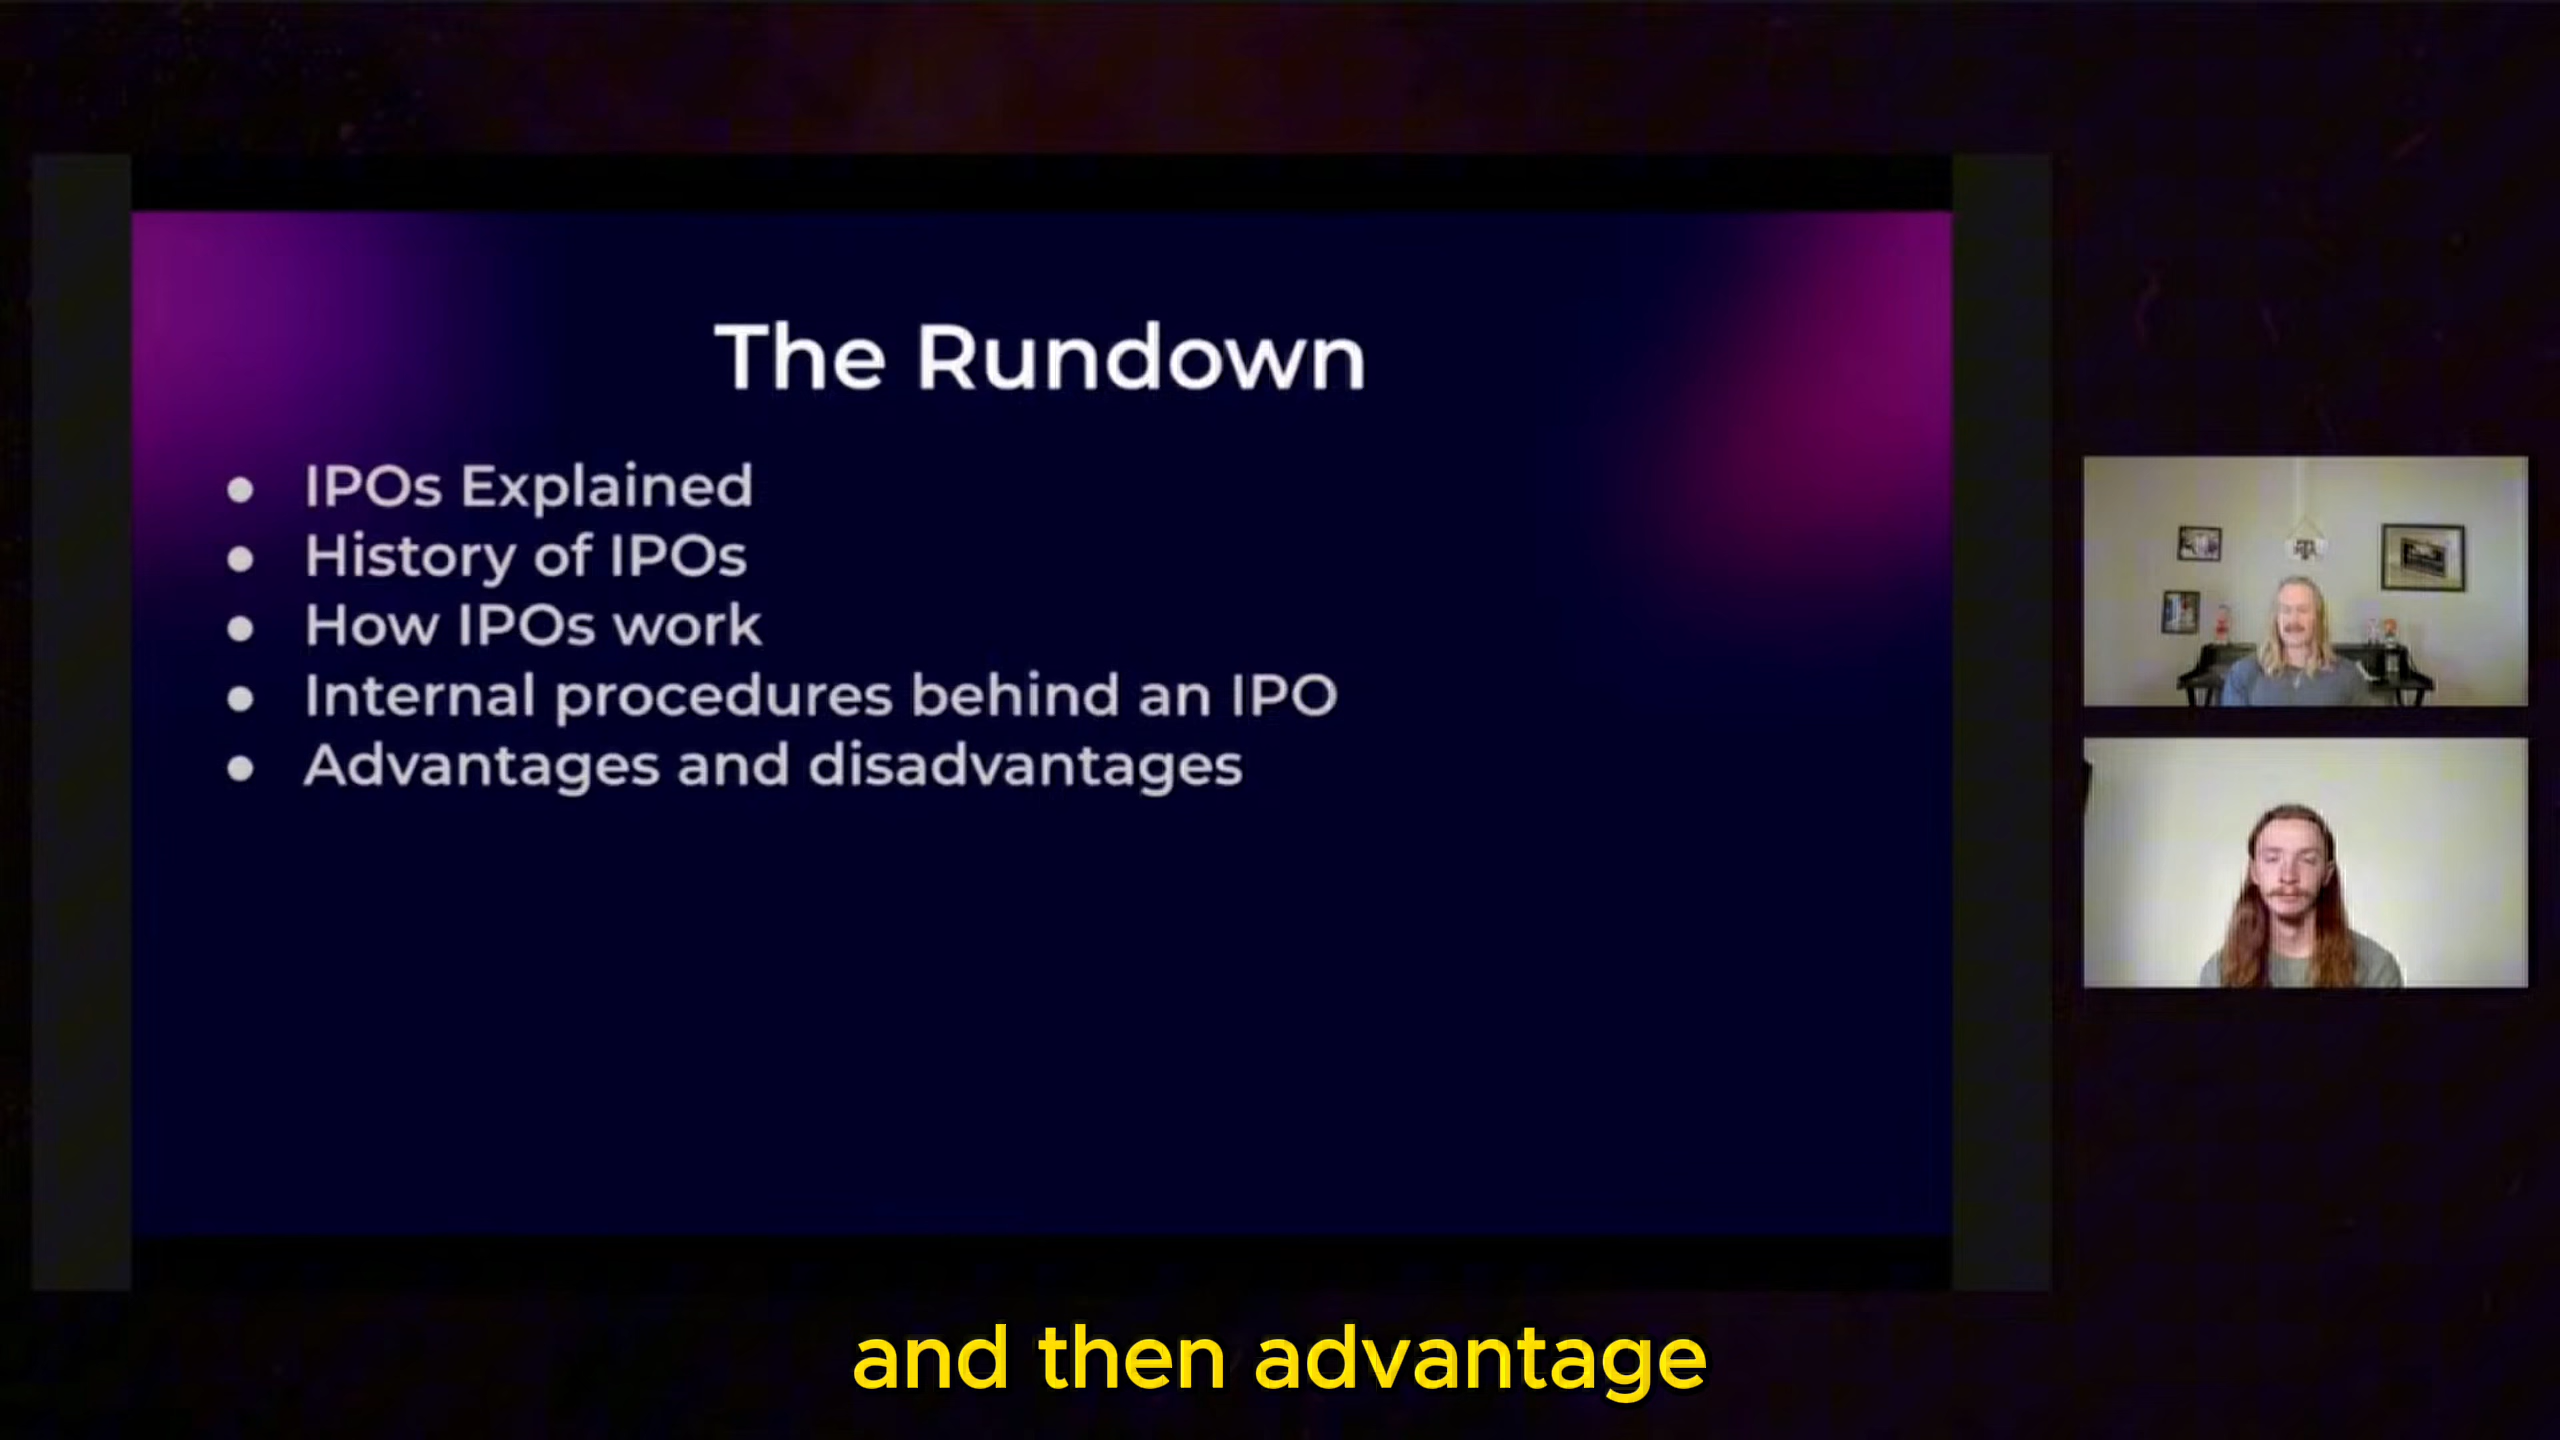 The Rundown
● IPOs Explained
● History of IPOs
● How IPOs work
● Internal procedures behind an IPO
● Advantages and disadvantages
ATM
and then advantage